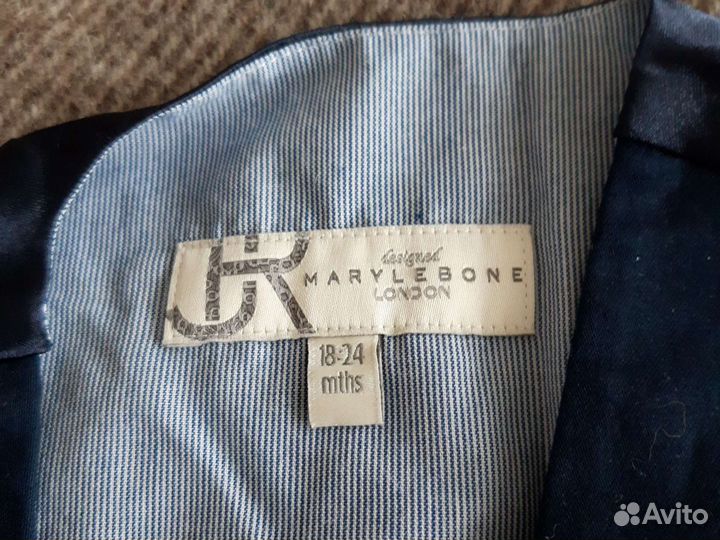 JR
designed
MARYLEBONE
LONDON
18-24
mths
Avito